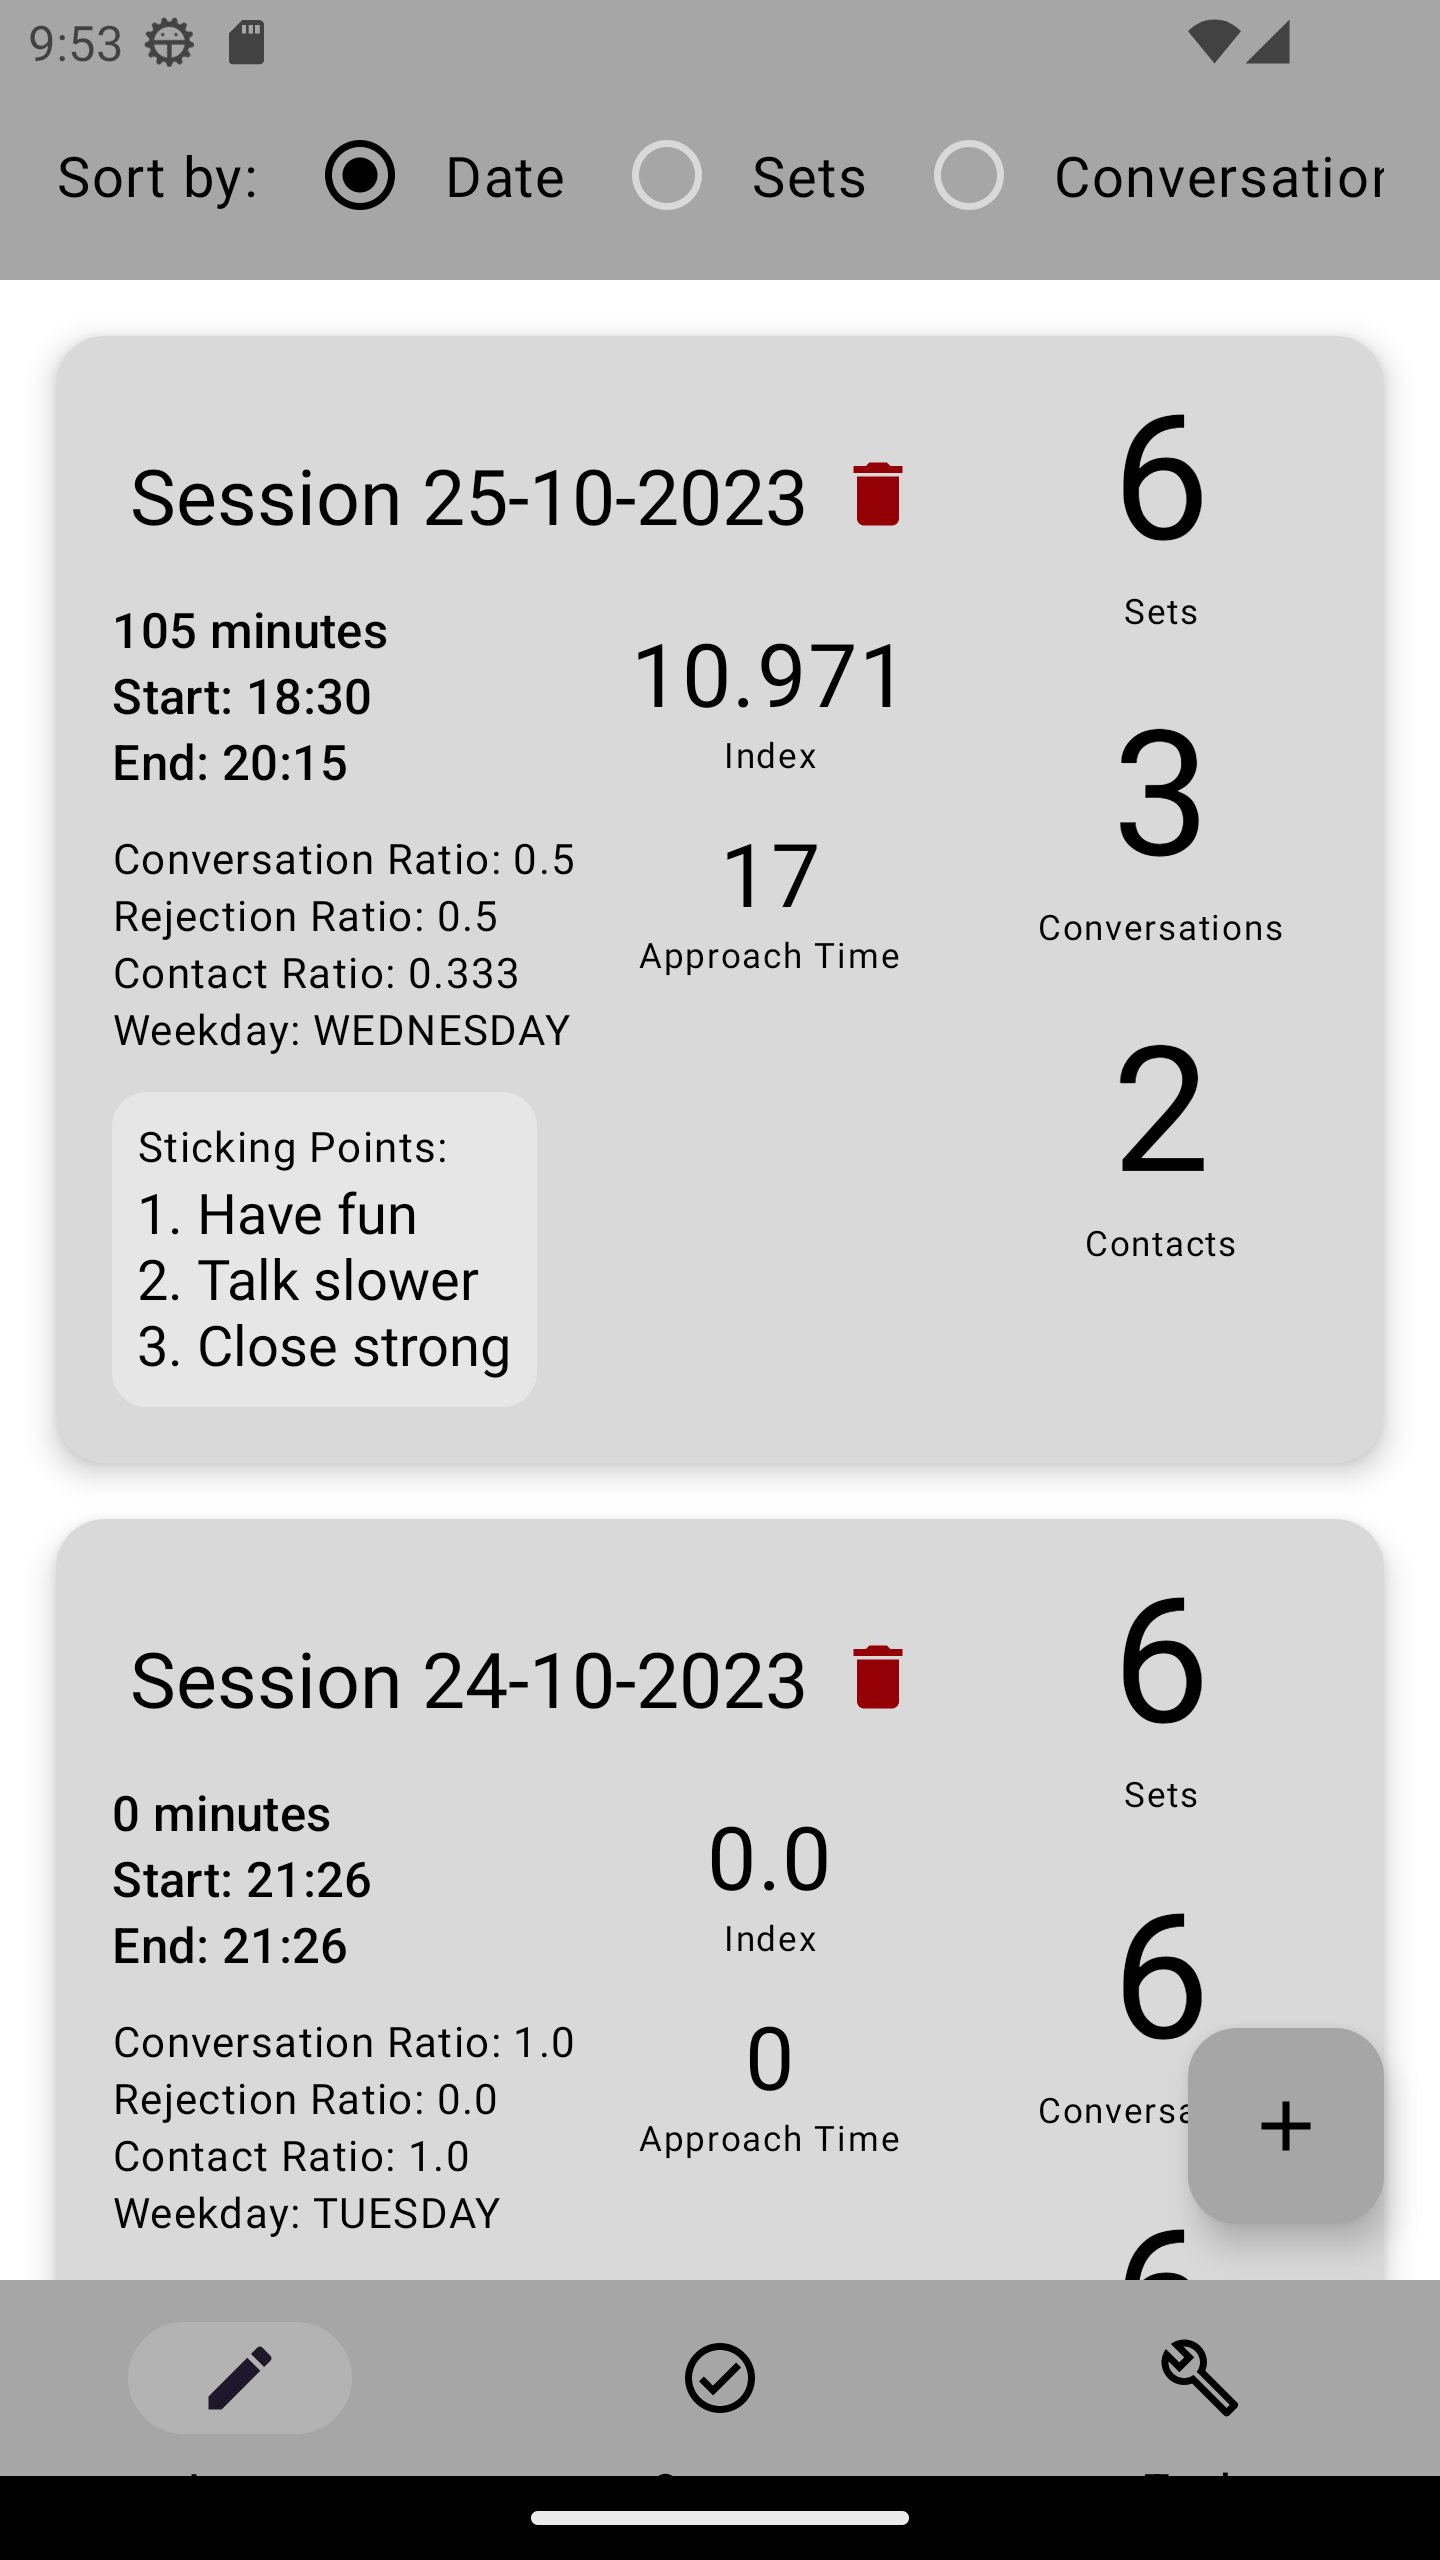 9:53
Sort by: Date Sets Conversation
Session 25-10-2023
6
Sets
105 minutes
Start: 18:30
End: 20:15
10.971
Index
3
Conversations
Conversation Ratio: 0.5
Rejection Ratio: 0.5
Contact Ratio: 0.333
Weekday: WEDNESDAY
17
Approach Time
2
Contacts
Sticking Points:
1. Have fun
2. Talk slower
3. Close strong
Session 24-10-2023
6
Sets
0 minutes
Start: 21:26
End: 21:26
0.0
Index
6
Conversa
Conversation Ratio: 1.0
Rejection Ratio: 0.0
Contact Ratio: 1.0
Weekday: TUESDAY
0
Approach Time
6